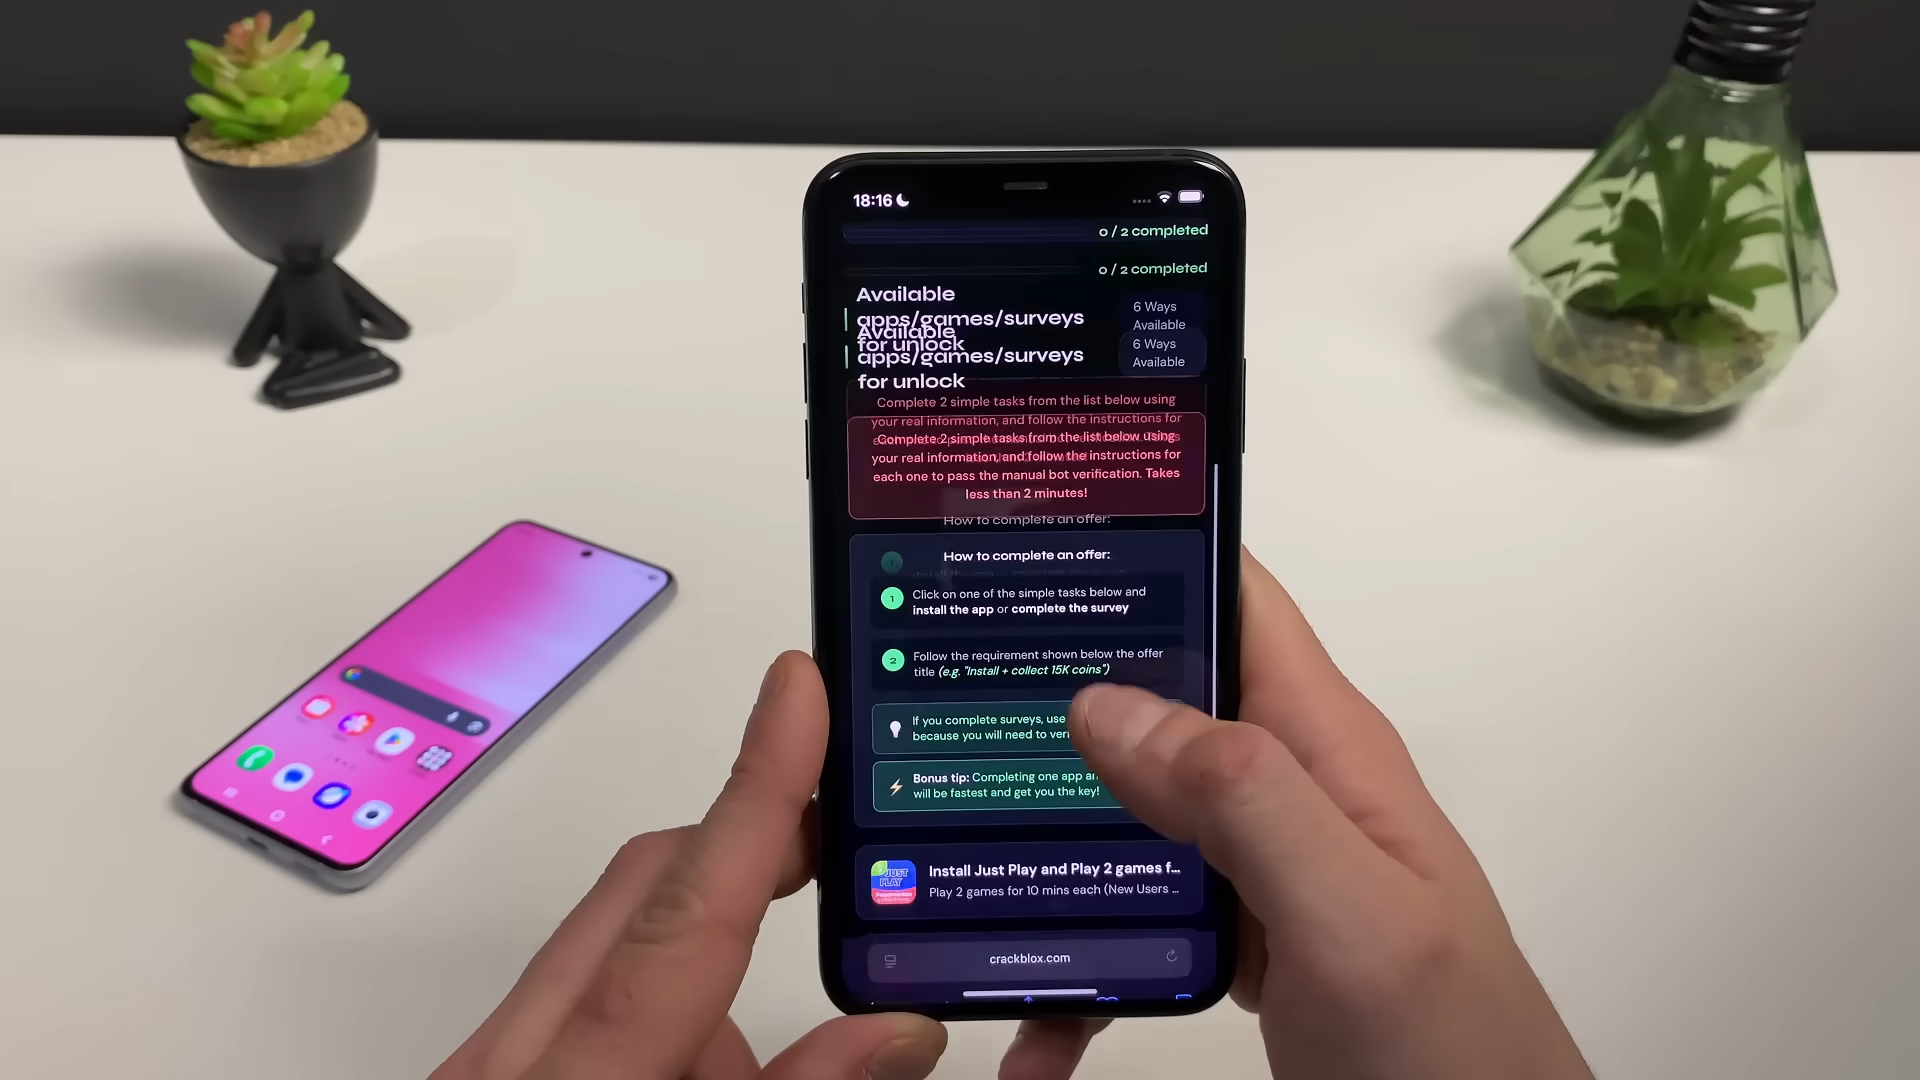 18:16
0 / 2 completed
0 / 2 completed
Available
apps/games/surveys
for unlock
6 Ways
Available
Available
apps/games/surveys
for unlock
6 Ways
Available
Complete 2 simple tasks from the list below using
your real information, and follow the instructions for
Complete 2 simple tasks from the list below using
your real information, and follow the instructions for
each one to pass the manual bot verification. Takes
less than 2 minutes!
How to complete an offer:
How to complete an offer:
1
1 Click on one of the simple tasks below and
install the app or complete the survey
2 Follow the requirement shown below the offer
title (e.g. "Install + collect 15K coins")
If you complete surveys, use
because you will need to
Bonus tip: Completing one app
will be fastest and get you the key!
JUST
PLAY
Install Just Play and Play 2 games f...
Play 2 games for 10 mins each (New Users ...
crackblox.com